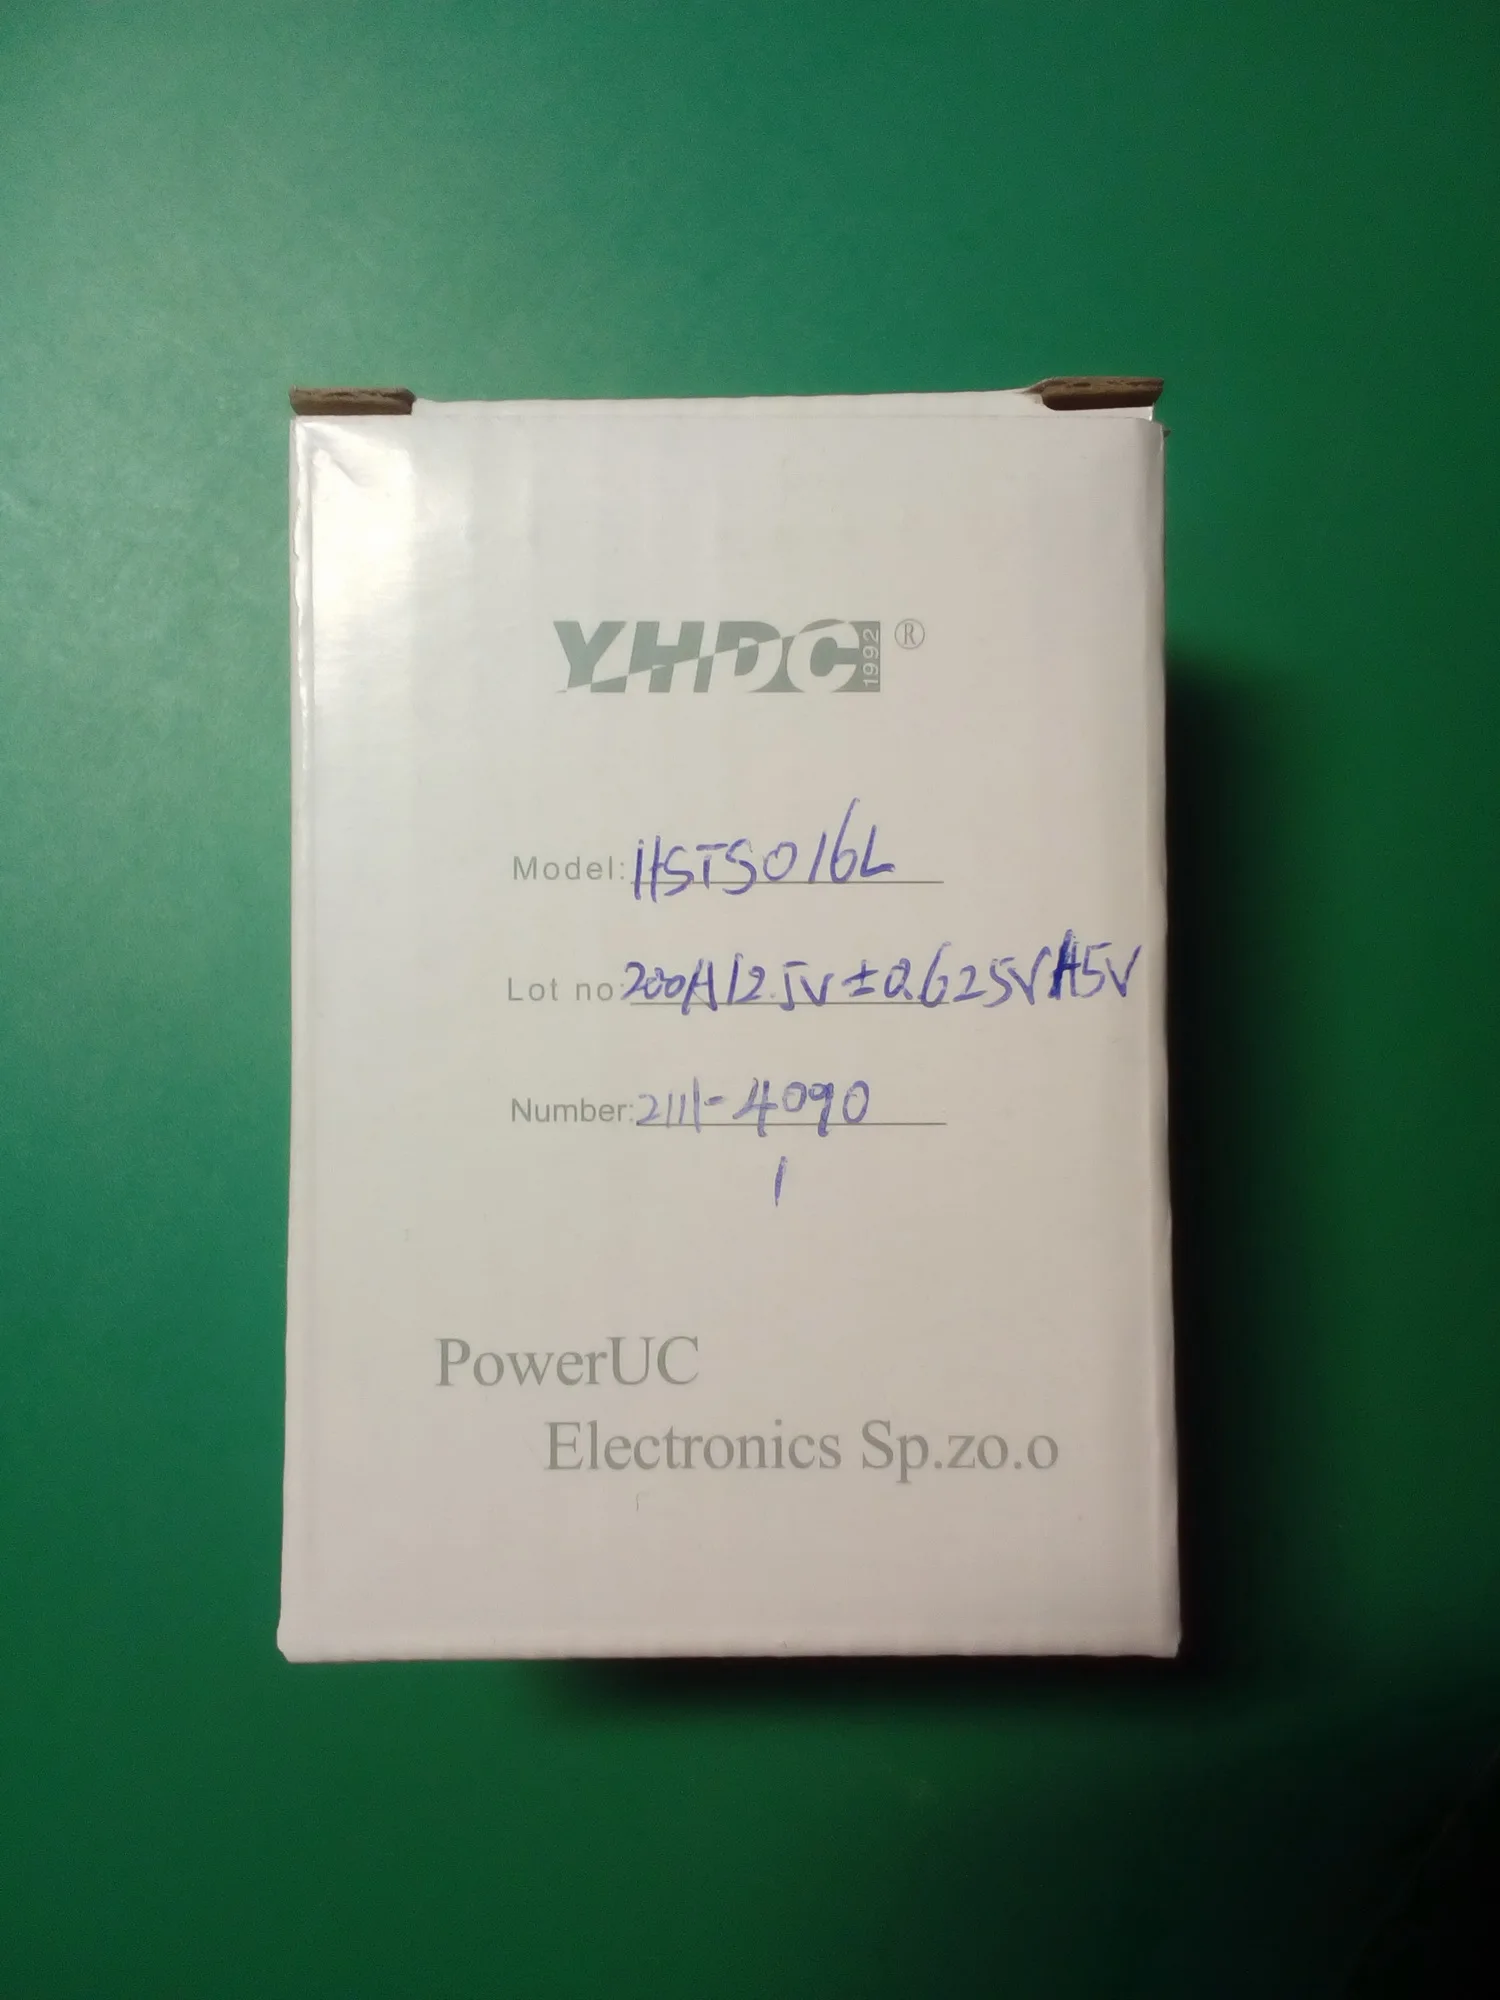 YHDC 1992 ®
Model: HSTS016L
Lot no: 200A/2.5V±0.625V +5V
Number: 2111-4090
1
PowerUC
Electronics Sp.zo.o